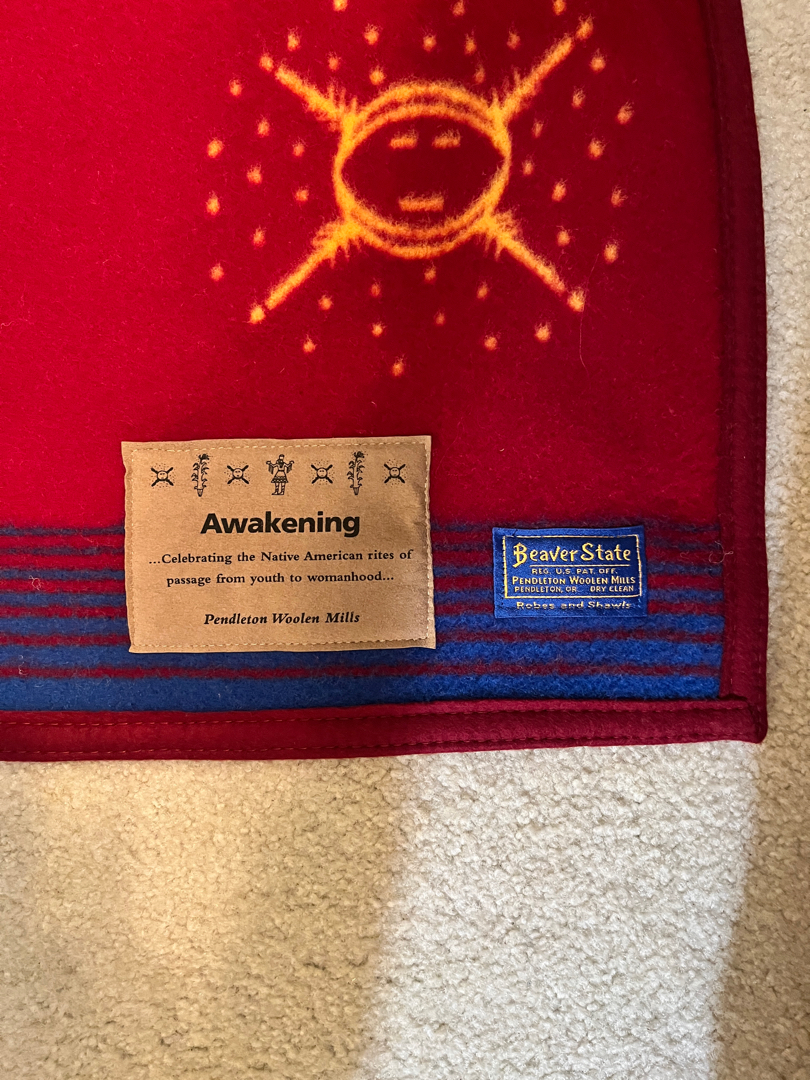 Awakening
...Celebrating the Native American rites of
passage from youth to womanhood...
Pendleton Woolen Mills
Beaver State
REG. U.S. PAT. OFF.
PENDLETON WOOLEN MILLS
PENDLETON, OR. DRY CLEAN
Robes and Shawls